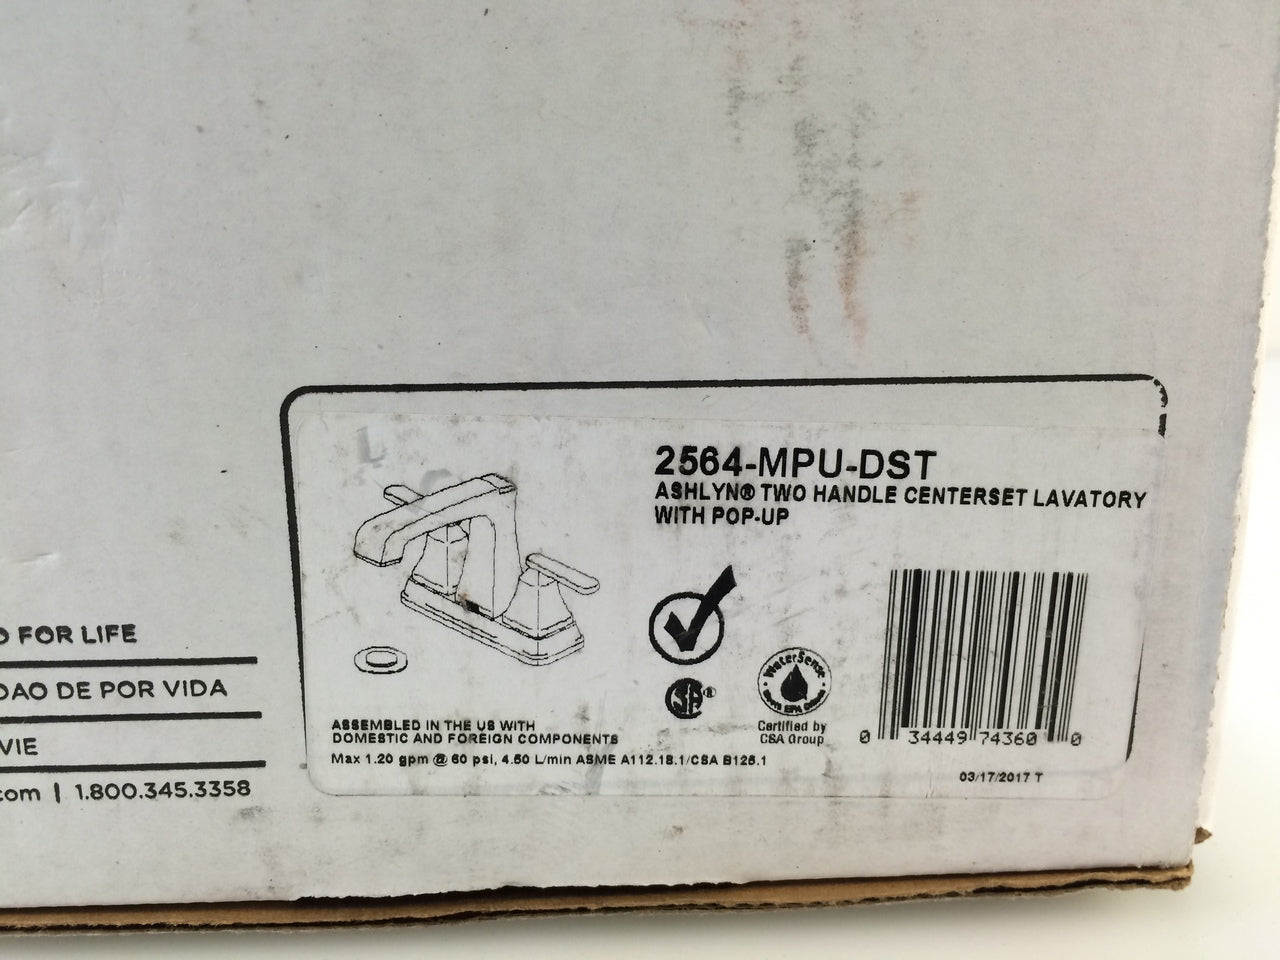 2564-MPU-DST
ASHLYN® TWO HANDLE CENTERSET LAVATORY
WITH POP-UP
O FOR LIFE
DAO DE POR VIDA
VIE
com | 1.800.345.3358
SA®
WaterSense
Certified by
CSA Group
ASSEMBLED IN THE US WITH
DOMESTIC AND FOREIGN COMPONENTS
Max 1.20 gpm @ 60 psi, 4.50 L/min ASME A112.18.1/CSA B125.1
0 34449 74360 0
03/17/2017 T